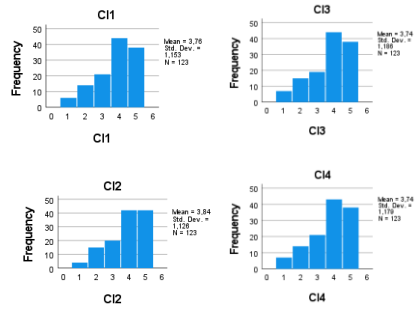 CI1
Frequency
50
40
30
20
10
0
0 1 2 3 4 5 6
Mean = 3,76
Std. Dev. =
1,153
N = 123
CI1
CI3
Frequency
50
40
30
20
10
0
0 1 2 3 4 5 6
Mean = 3,74
Std. Dev. =
1,186
N = 123
CI3
CI2
Frequency
50
40
30
20
10
0
0 1 2 3 4 5 6
Mean = 3,84
Std. Dev. =
1,126
N = 123
CI2
CI4
Frequency
50
40
30
20
10
0
0 1 2 3 4 5 6
Mean = 3,74
Std. Dev. =
1,178
N = 123
CI4